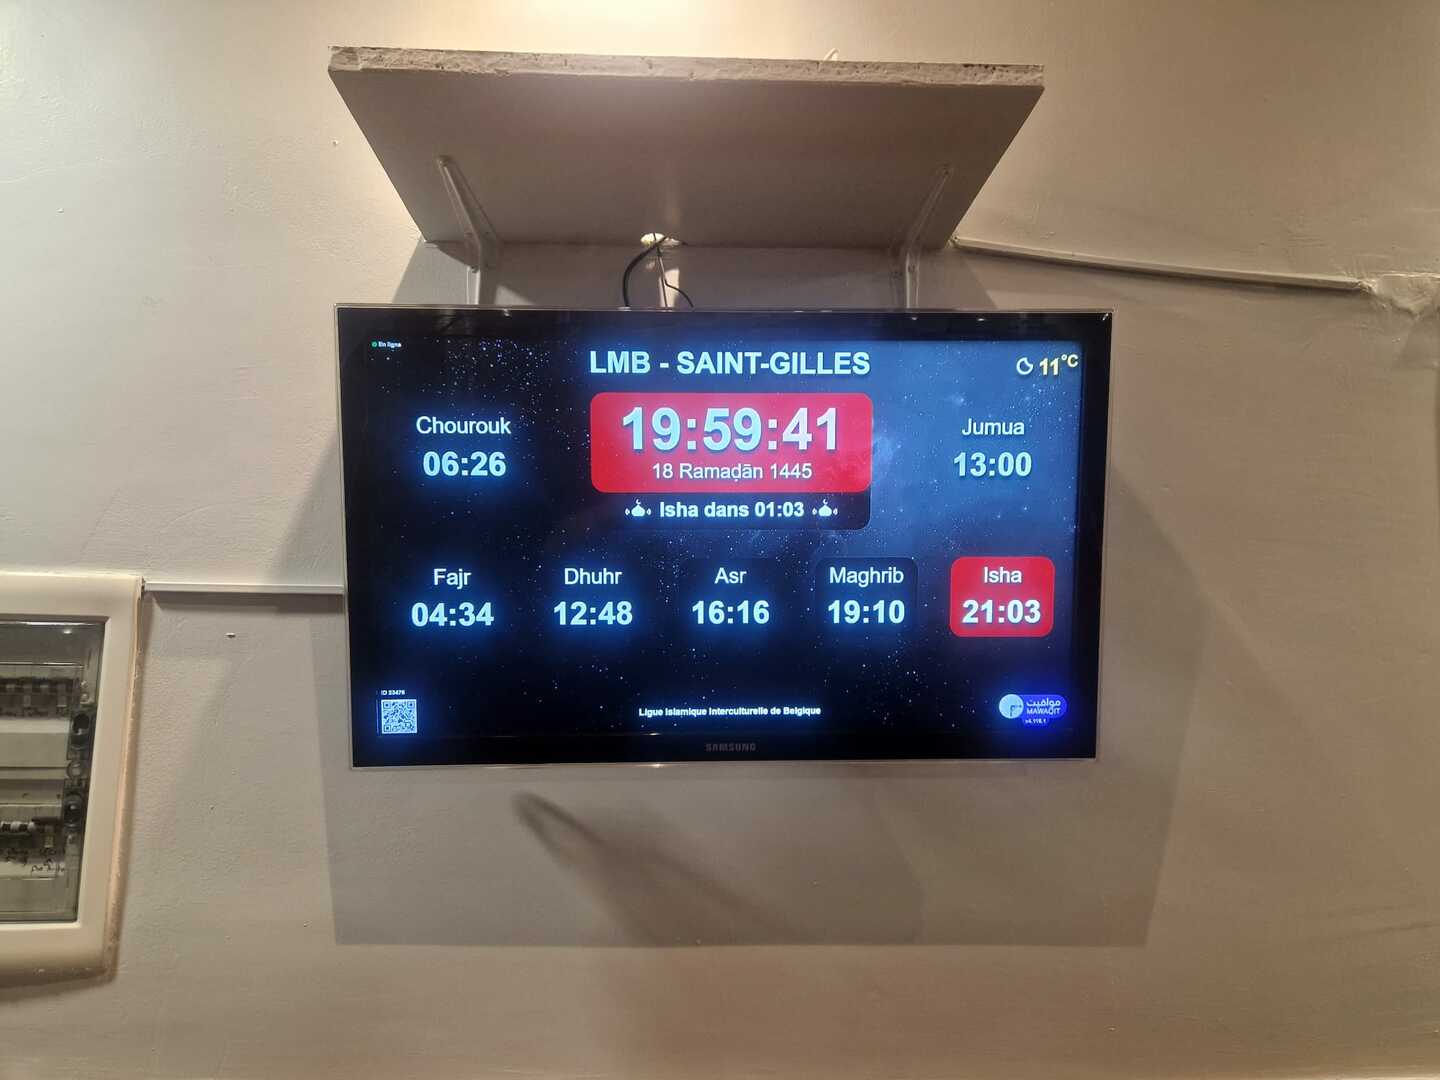 En ligne
LMB - SAINT-GILLES
11°C
Chourouk
06:26
19:59:41
18 Ramaḍān 1445
Isha dans 01:03
Jumua
13:00
Fajr
04:34
Dhuhr
12:48
Asr
16:16
Maghrib
19:10
Isha
21:03
ID 23476
Ligue Islamique Interculturelle de Belgique
مواقيت
MAWAQIT
SAMSUNG